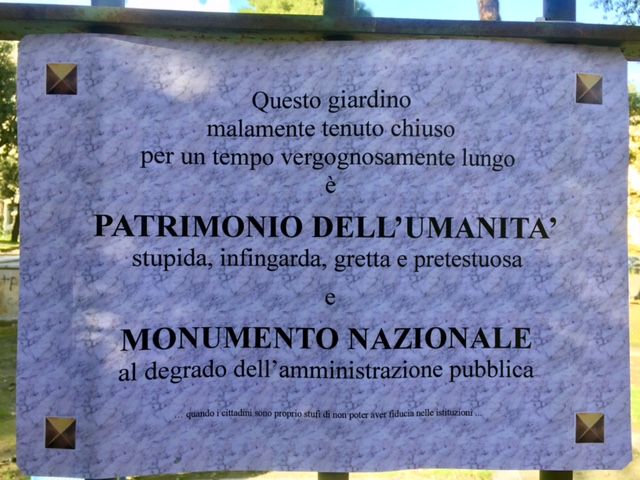 Questo giardino
malamente tenuto chiuso
per un tempo vergognosamente lungo
è
PATRIMONIO DELL'UMANITA'
stupida, infingarda, gretta e pretestuosa
e
MONUMENTO NAZIONALE
al degrado dell'amministrazione pubblica
... quando i cittadini sono proprio stufi di non poter aver fiducia nelle istituzioni ...